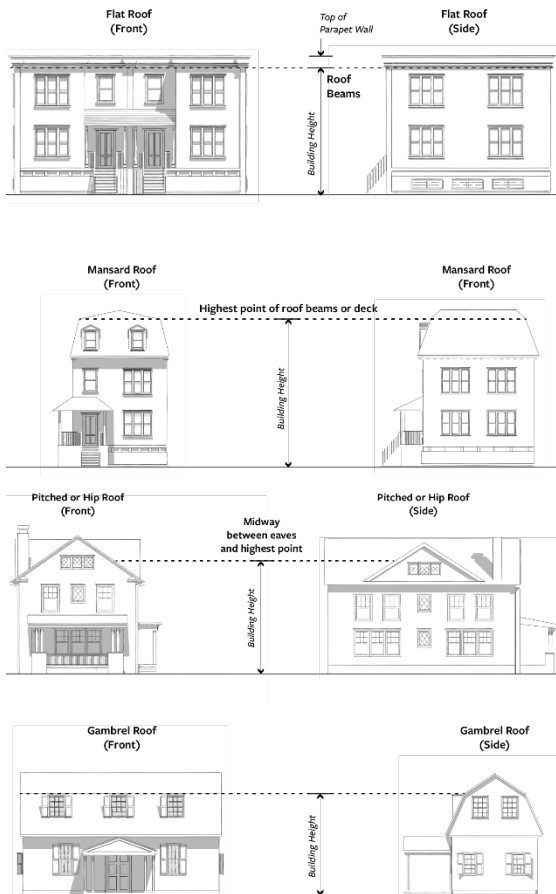 Flat Roof
(Front)
Top of
Parapet Wall
Flat Roof
(Side)
Roof
Beams
Building Height
Mansard Roof
(Front)
Mansard Roof
(Front)
Highest point of roof beams or deck
Building Height
Pitched or Hip Roof
(Front)
Pitched or Hip Roof
(Side)
Midway
between eaves
and highest point
Building Height
Gambrel Roof
(Front)
Gambrel Roof
(Side)
Building Height